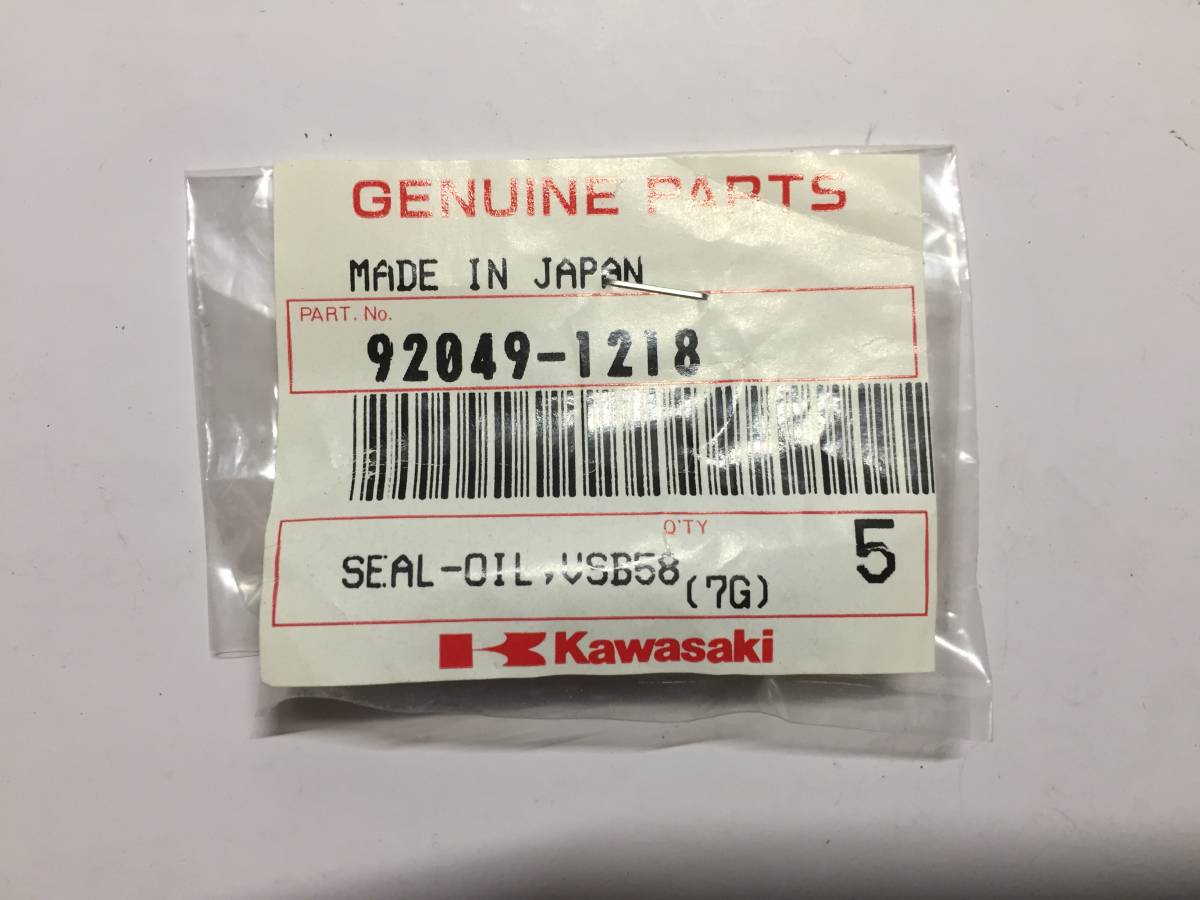 GENUINE PARTS
MADE IN JAPAN
PART. No.
92049-1218
Q'TY
SEAL-OIL,VSB58 5
(7G)
Kawasaki